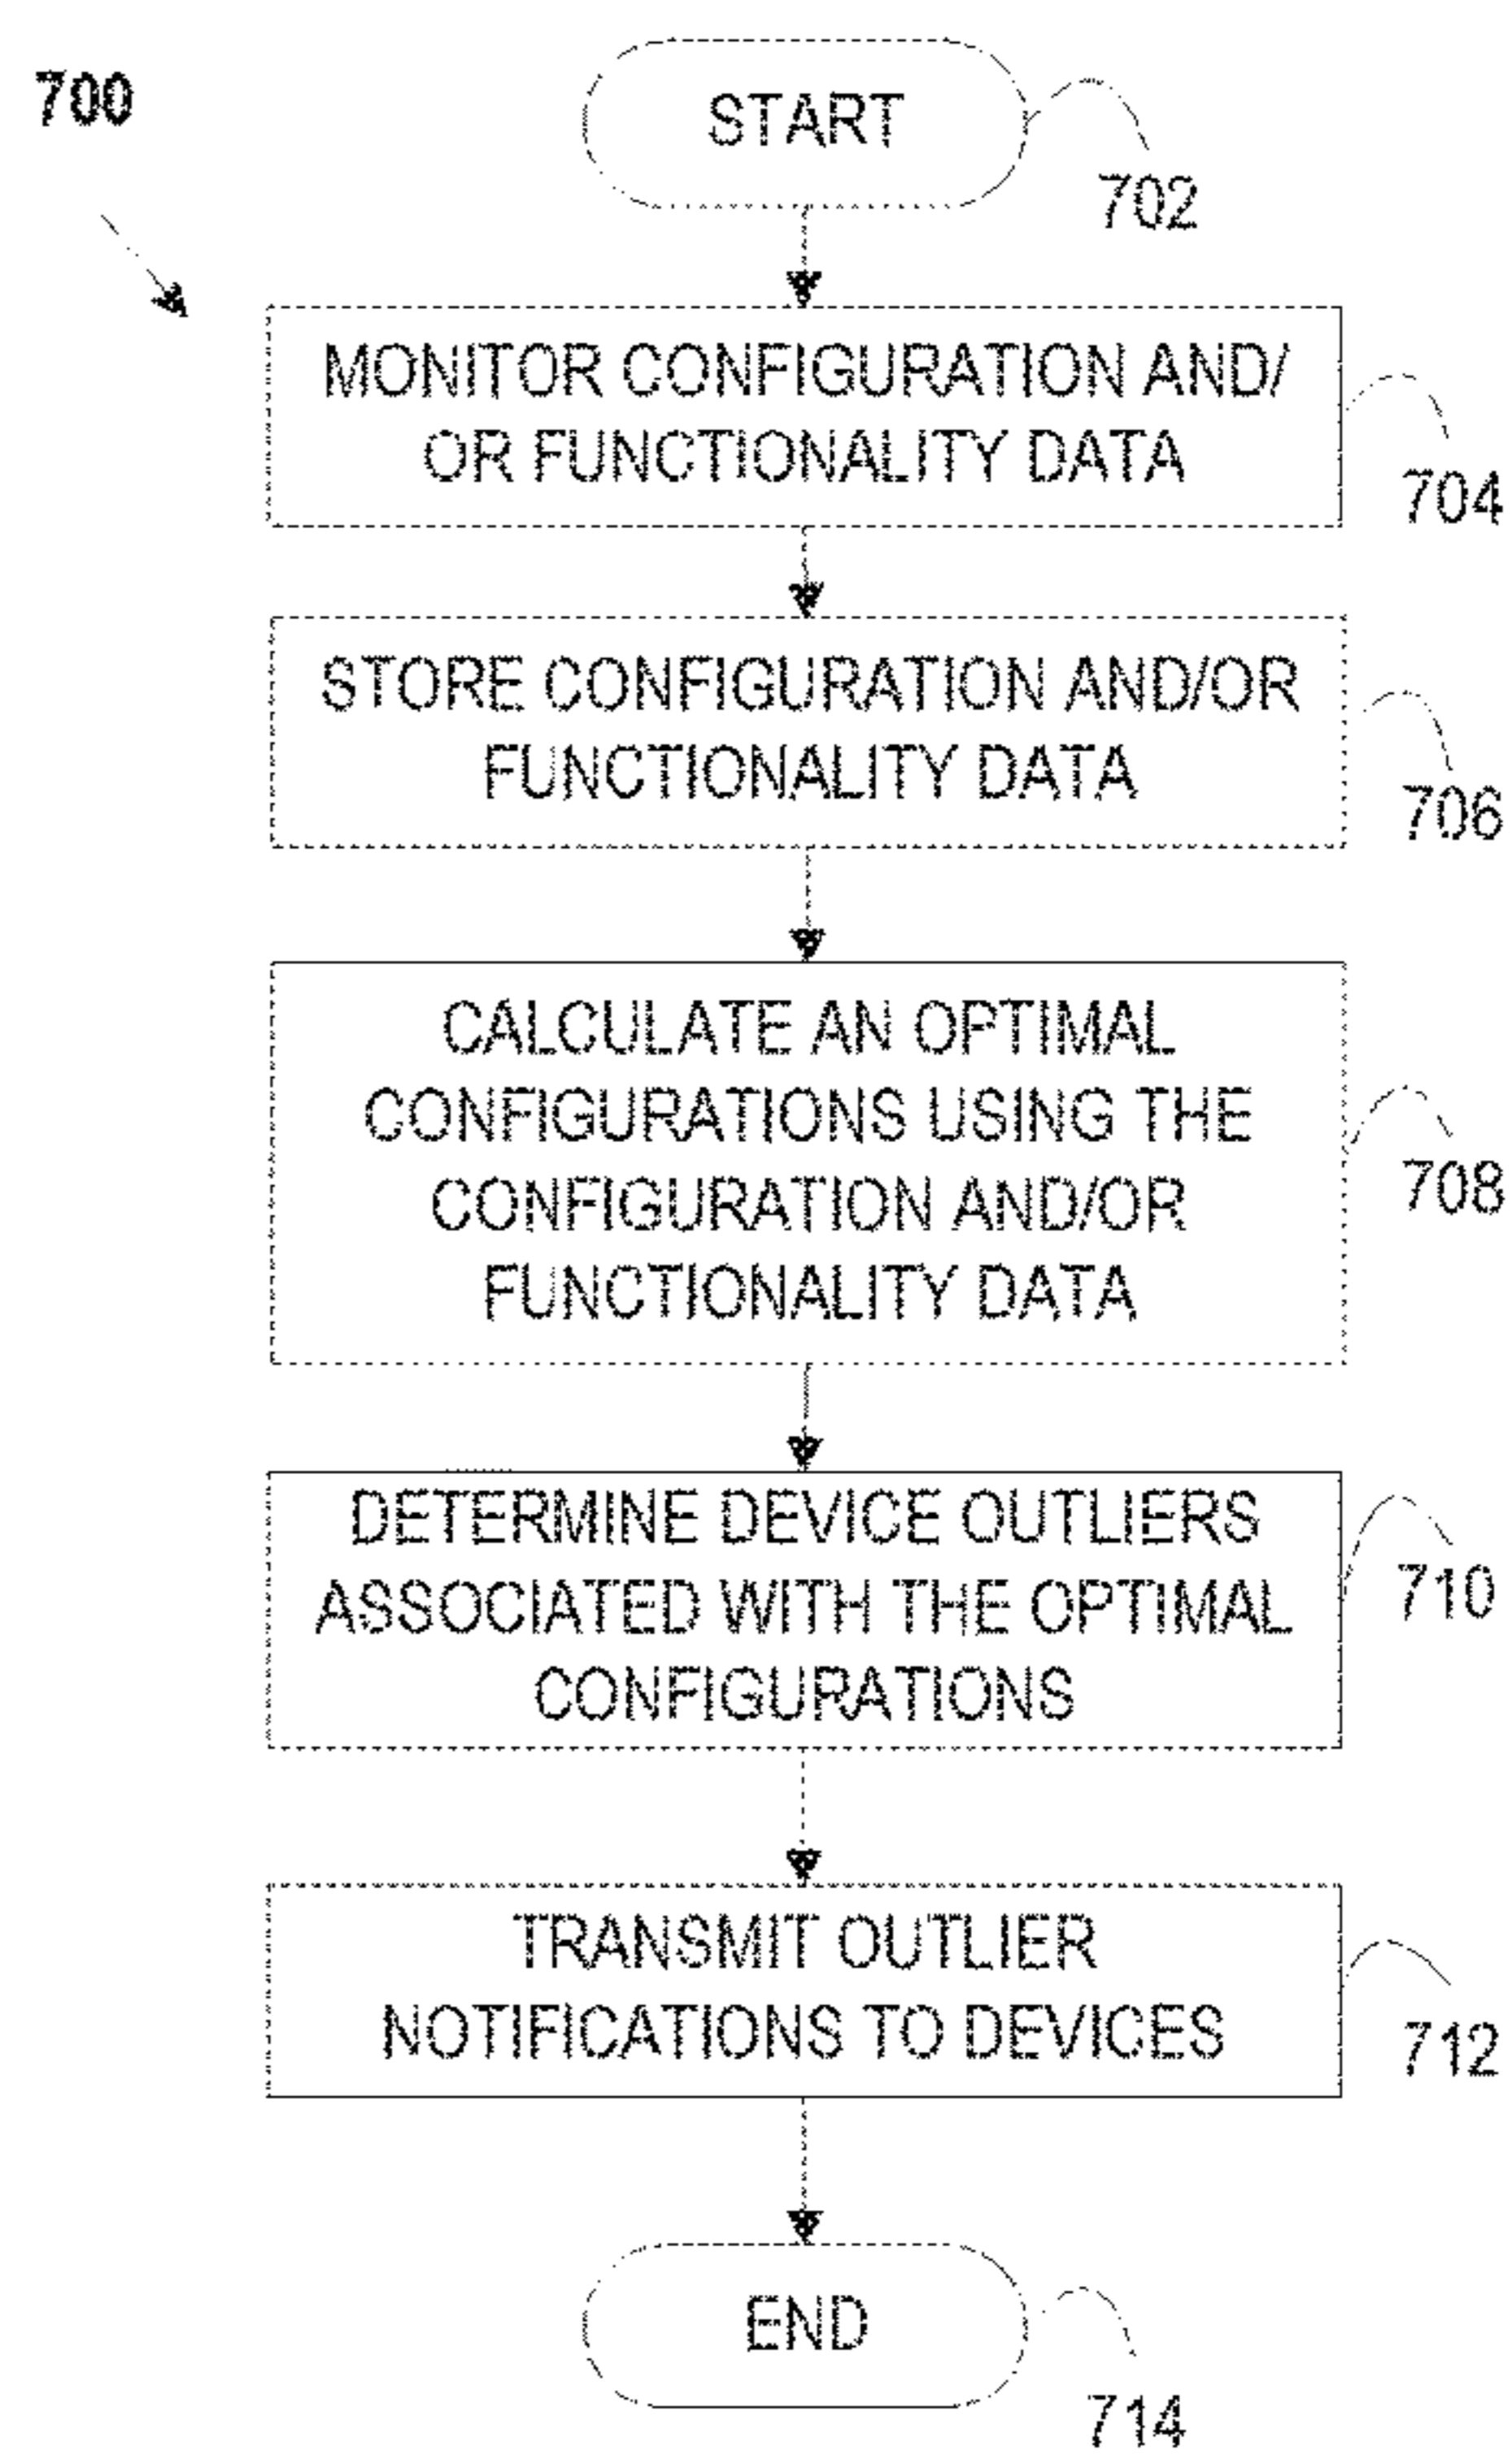 700
START
702
MONITOR CONFIGURATION AND/
OR FUNCTIONALITY DATA
704
STORE CONFIGURATION AND/OR
FUNCTIONALITY DATA
706
CALCULATE AN OPTIMAL
CONFIGURATIONS USING THE
CONFIGURATION AND/OR
FUNCTIONALITY DATA
708
DETERMINE DEVICE OUTLIERS
ASSOCIATED WITH THE OPTIMAL
CONFIGURATIONS
710
TRANSMIT OUTLIER
NOTIFICATIONS TO DEVICES
712
END
714